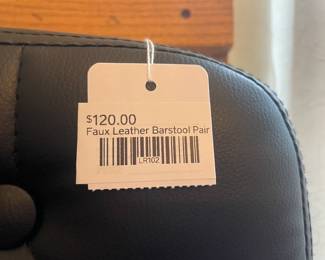 $120.00
Faux Leather Barstool Pair
LR102